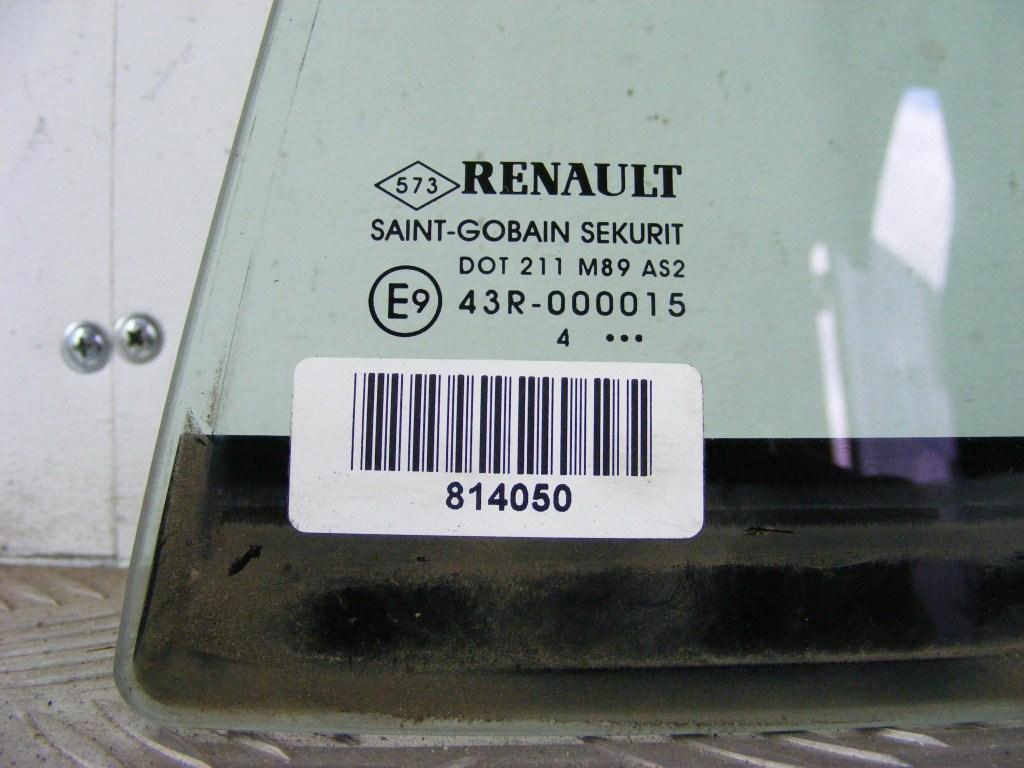 573 RENAULT
SAINT-GOBAIN SEKURIT
DOT 211 M89 AS2
E9 43R-000015
4 •••
814050